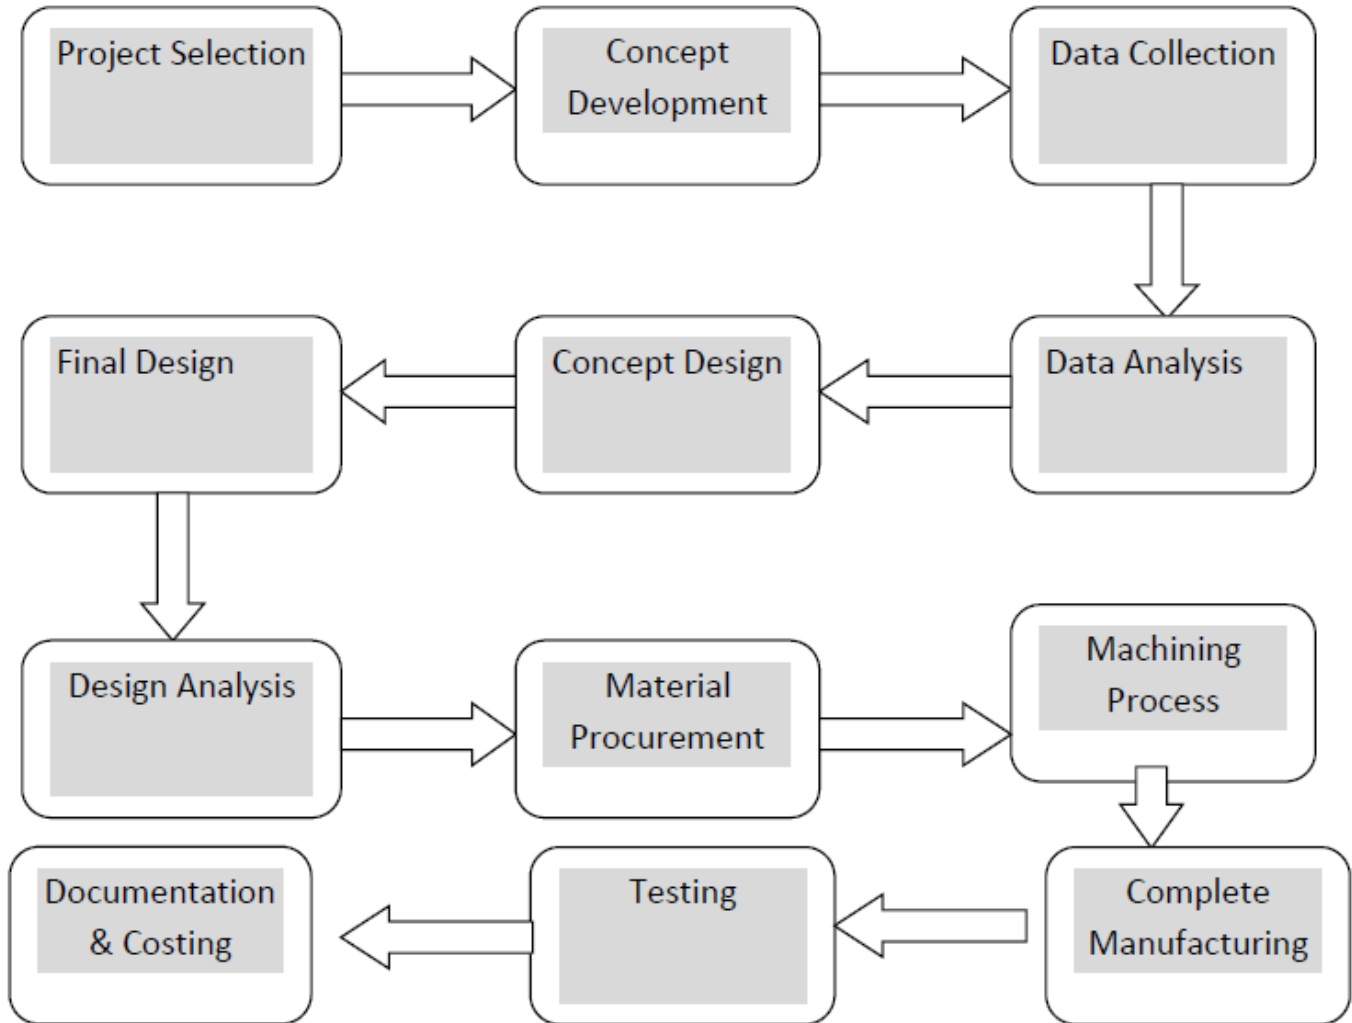 Project Selection
Concept
Development
Data Collection
Final Design
Concept Design
Data Analysis
Design Analysis
Material
Procurement
Machining
Process
Documentation
& Costing
Testing
Complete
Manufacturing